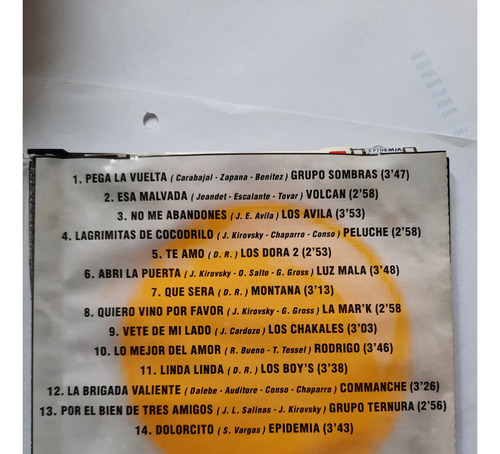 EPIDEMIA
1. PEGA LA VUELTA ( Carabajal - Zapana - Benitez ) GRUPO SOMBRAS (3'47)
2. ESA MALVADA ( Jeandet - Escalante - Tovar ) VOLCAN (2'58)
3. NO ME ABANDONES ( J. E. Avila ) LOS AVILA (3'53)
4. LAGRIMITAS DE COCODRILO ( J. Kirovsky - Chaparro - Conso ) PELUCHE (2'58)
5. TE AMO ( D. R. ) LOS DORA 2 (2'53)
6. ABRI LA PUERTA ( J. Kirovsky - O. Salto - G. Gross ) LUZ MALA (3'48)
7. QUE SERA ( D. R. ) MONTANA (3'13)
8. QUIERO VINO POR FAVOR ( J. Kirovsky - G. Gross ) LA MAR'K (2'58
9. VETE DE MI LADO ( J. Cardozo ) LOS CHAKALES (3'03)
10. LO MEJOR DEL AMOR ( R. Bueno - T. Tessel ) RODRIGO (3'46)
11. LINDA LINDA ( D. R. ) LOS BOY'S (3'38)
12. LA BRIGADA VALIENTE ( Dalebe - Auditore - Conso - Chaparro ) COMMANCHE (3'26)
13. POR EL BIEN DE TRES AMIGOS ( J. L. Salinas - J. Kirovsky ) GRUPO TERNURA (2'56)
14. DOLORCITO ( S. Vargas ) EPIDEMIA (3'43)